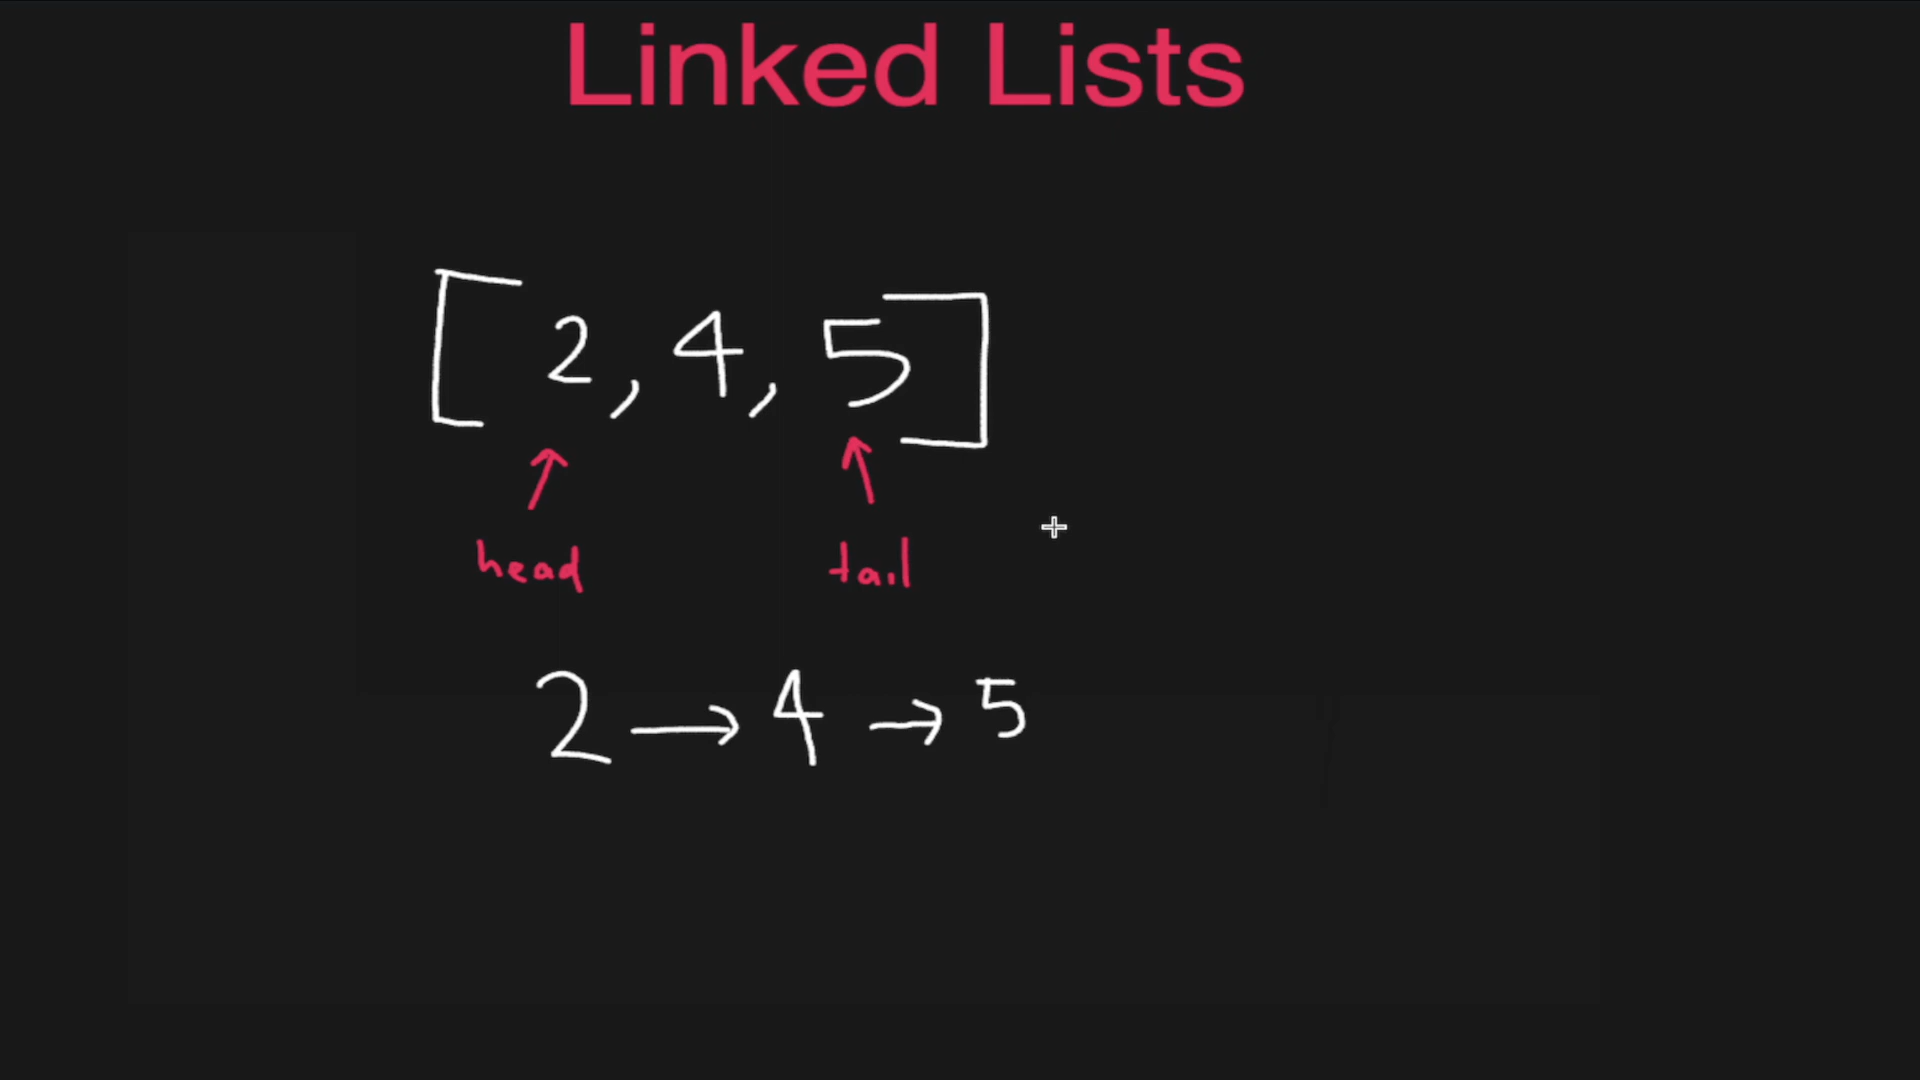 Linked Lists
[2, 4, 5]
head tail
2 → 4 → 5